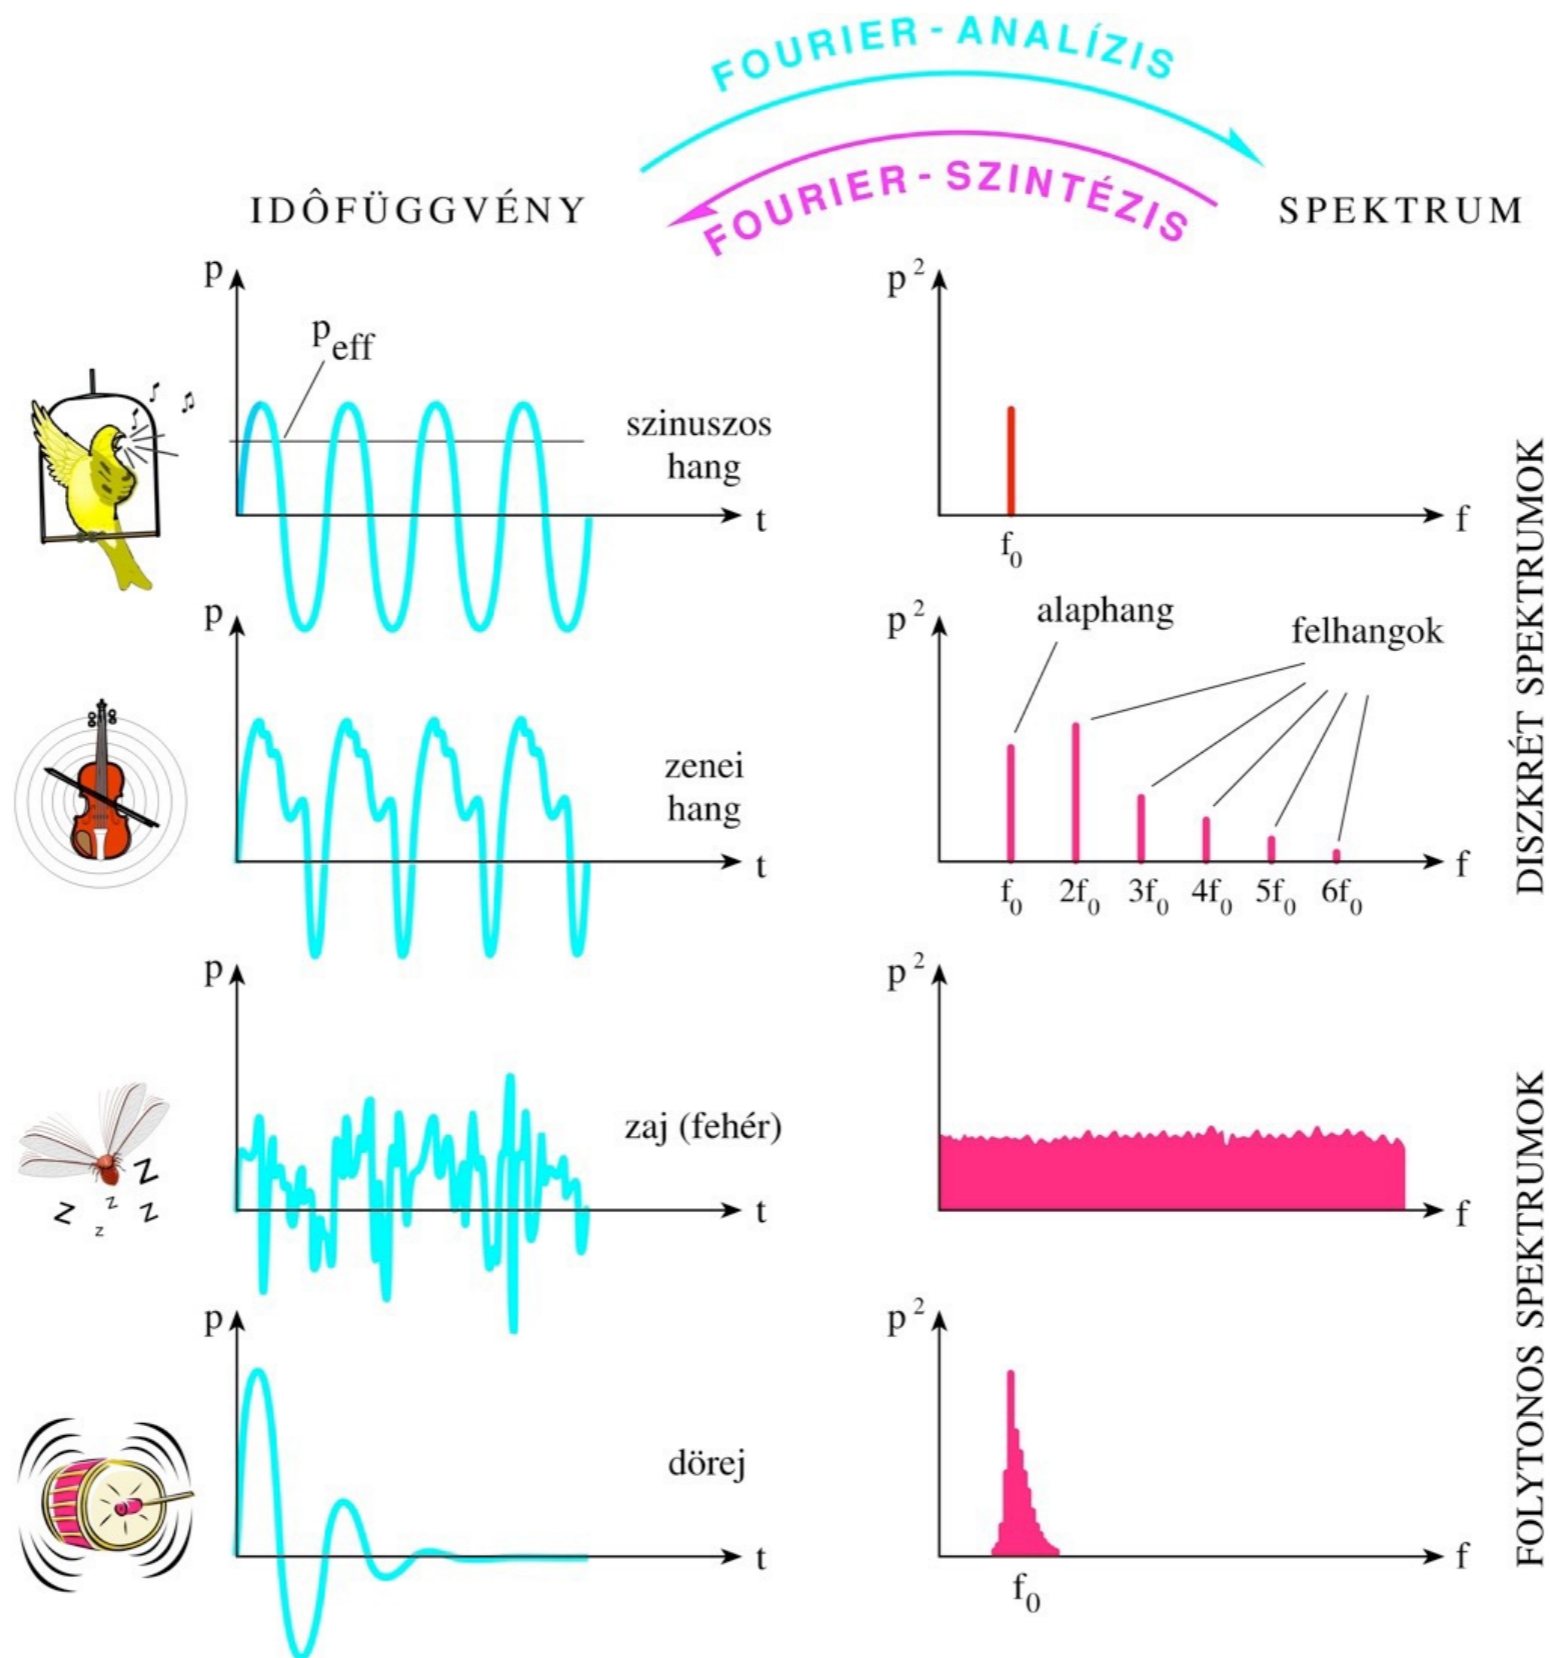 FOURIER - ANALÍZIS
FOURIER - SZINTÉZIS
IDÔFÜGGVÉNY
SPEKTRUM
p
p eff
szinuszos
hang
t
p 2
f
f0
DISZKRÉT SPEKTRUMOK
p
zenei
hang
t
p 2
alaphang
felhangok
f
f0 2f0 3f0 4f0 5f0 6f0
p
zaj (fehér)
t
z
z
z
z
z
p 2
f
FOLYTONOS SPEKTRUMOK
p
dörej
t
p 2
f
f0